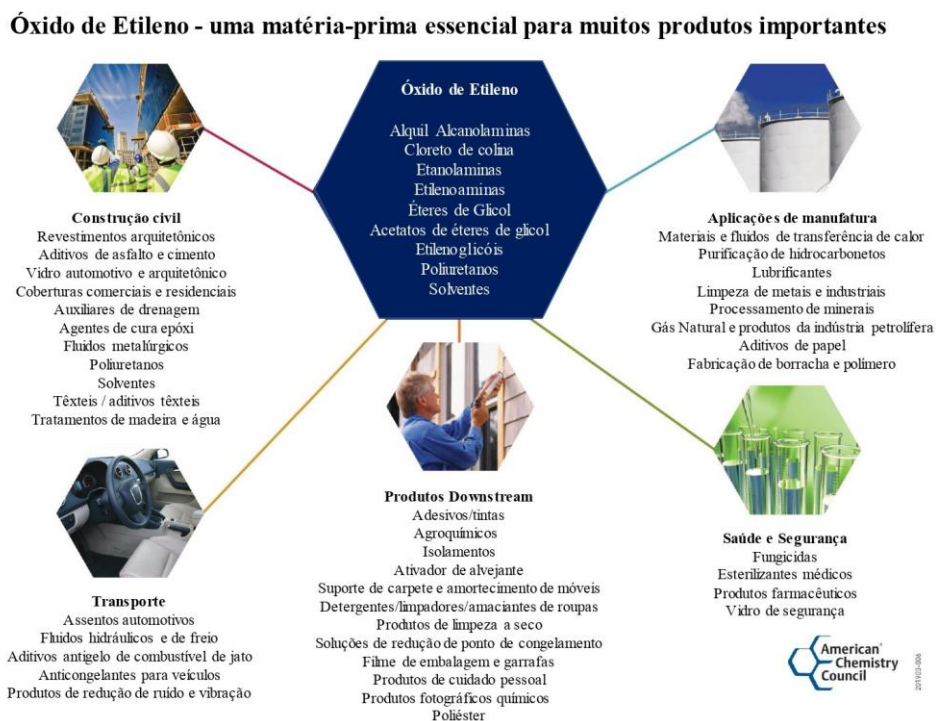 Óxido de Etileno - uma matéria-prima essencial para muitos produtos importantes
Óxido de Etileno
Alquil Alcanolaminas
Cloreto de colina
Etanolaminas
Etilenoaminas
Éteres de Glicol
Acetatos de éteres de glicol
Etilenoglicóis
Poliuretanos
Solventes
Construção civil
Revestimentos arquitetônicos
Aditivos de asfalto e cimento
Vidro automotivo e arquitetônico
Coberturas comerciais e residenciais
Auxiliares de drenagem
Agentes de cura epóxi
Fluidos metalúrgicos
Poliuretanos
Solventes
Têxteis / aditivos têxteis
Tratamentos de madeira e água
Aplicações de manufatura
Materiais e fluidos de transferência de calor
Purificação de hidrocarbonetos
Lubrificantes
Limpeza de metais e industriais
Processamento de minerais
Gás Natural e produtos da indústria petrolífera
Aditivos de papel
Fabricação de borracha e polímero
Transporte
Assentos automotivos
Fluidos hidráulicos e de freio
Aditivos antigelo de combustível de jato
Anticongelantes para veículos
Produtos de redução de ruído e vibração
Produtos Downstream
Adesivos/tintas
Agroquímicos
Isolamentos
Ativador de alvejante
Suporte de carpete e amortecimento de móveis
Detergentes/limpadores/amaciantes de roupas
Produtos de limpeza a seco
Soluções de redução de ponto de congelamento
Filme de embalagem e garrafas
Produtos de cuidado pessoal
Produtos fotográficos químicos
Poliéster
Saúde e Segurança
Fungicidas
Esterilizantes médicos
Produtos farmacêuticos
Vidro de segurança
American®
Chemistry
Council
201903-006